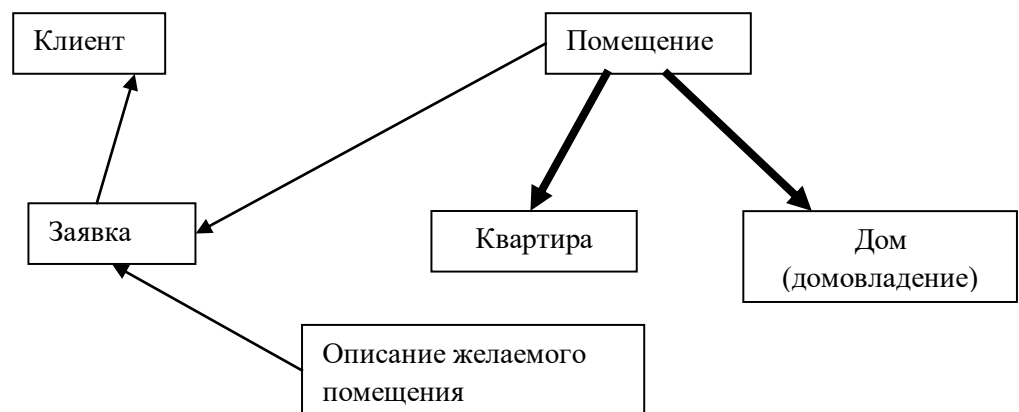 Клиент
Помещение
Заявка
Квартира
Дом
(домовладение)
Описание желаемого
помещения